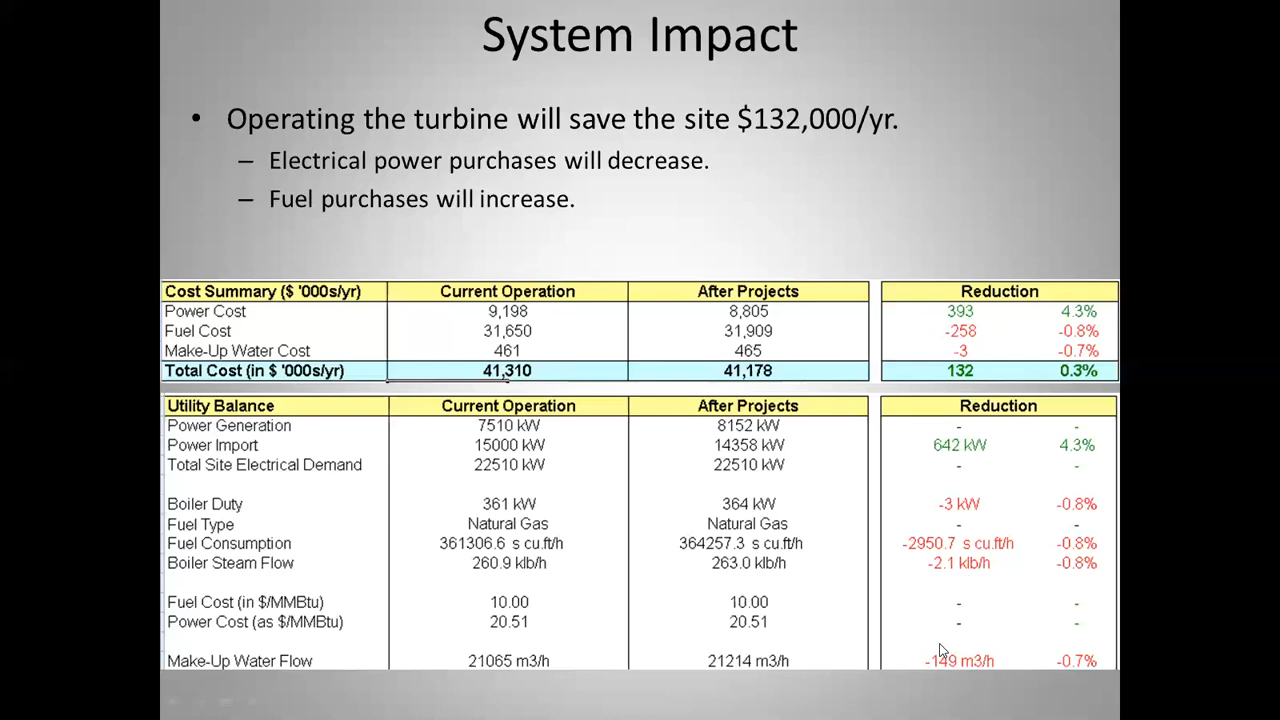 System Impact
• Operating the turbine will save the site $132,000/yr.
– Electrical power purchases will decrease.
– Fuel purchases will increase.
Cost Summary ($ '000s/yr) Current Operation After Projects Reduction
Power Cost 9,198 8,805 393 4.3%
Fuel Cost 31,650 31,909 -258 -0.8%
Make-Up Water Cost 461 465 -3 -0.7%
Total Cost (in $ '000s/yr) 41,310 41,178 132 0.3%
Utility Balance Current Operation After Projects Reduction
Power Generation 7510 kW 8152 kW - -
Power Import 15000 kW 14358 kW 642 kW 4.3%
Total Site Electrical Demand 22510 kW 22510 kW - -
Boiler Duty 361 kW 364 kW -3 kW -0.8%
Fuel Type Natural Gas Natural Gas - -
Fuel Consumption 361306.6 s cu.ft/h 364257.3 s cu.ft/h -2950.7 s cu.ft/h -0.8%
Boiler Steam Flow 260.9 klb/h 263.0 klb/h -2.1 klb/h -0.8%
Fuel Cost (in $/MMBtu) 10.00 10.00 - -
Power Cost (as $/MMBtu) 20.51 20.51 - -
Make-Up Water Flow 21065 m3/h 21214 m3/h -149 m3/h -0.7%